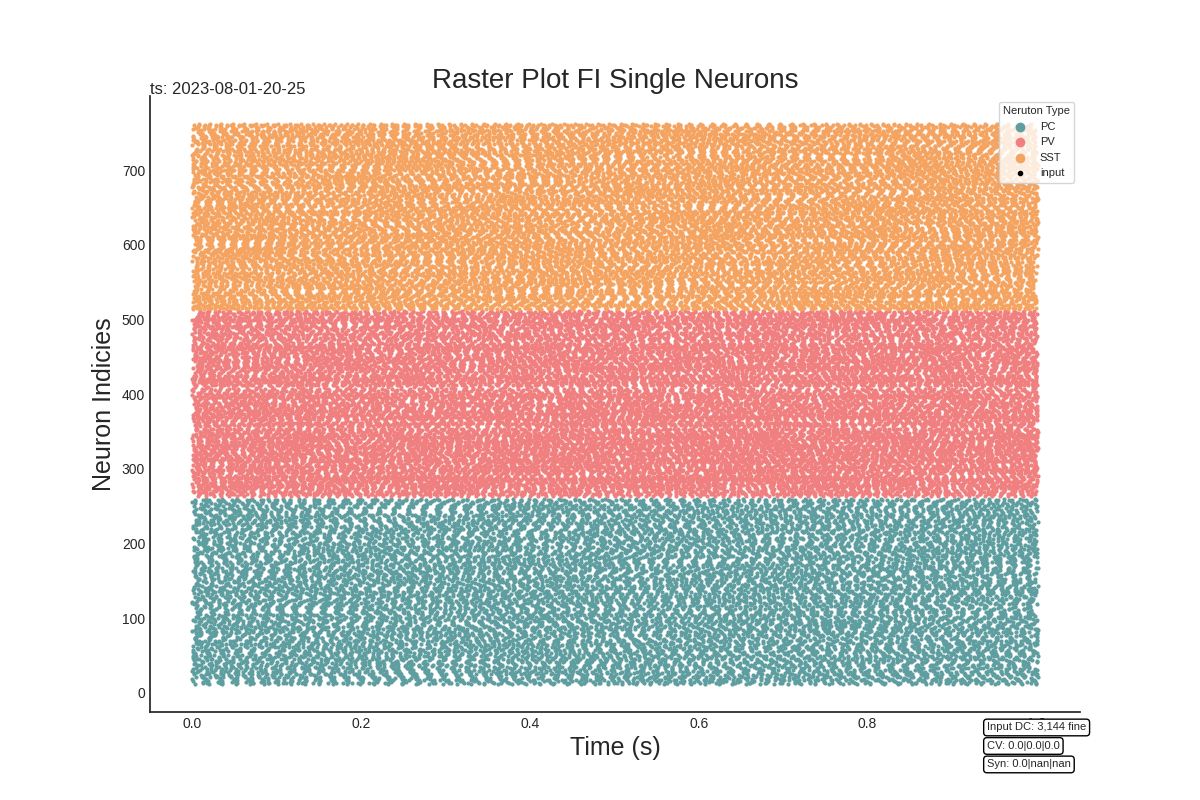 Raster Plot FI Single Neurons
ts: 2023-08-01-20-25
Neruton Type
PC
PV
SST
input
Neuron Indicies
700
600
500
400
300
200
100
0
0.0 0.2 0.4 0.6 0.8
Time (s)
Input DC: 3,144 fine
CV: 0.0|0.0|0.0
Syn: 0.0|nan|nan